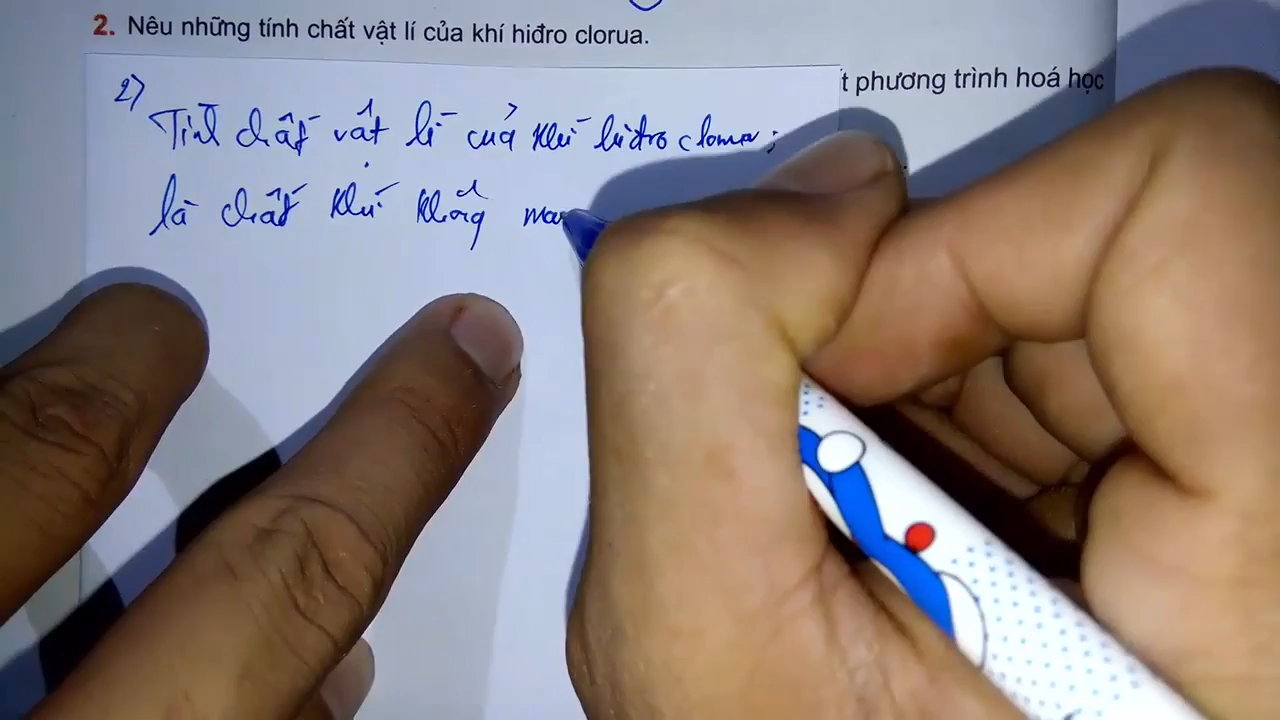 2. Nêu những tính chất vật lí của khí hiđro clorua.
t phương trình hoá học
2) Tính chất vật lí của khí hiđro clorua:
là chất khí không